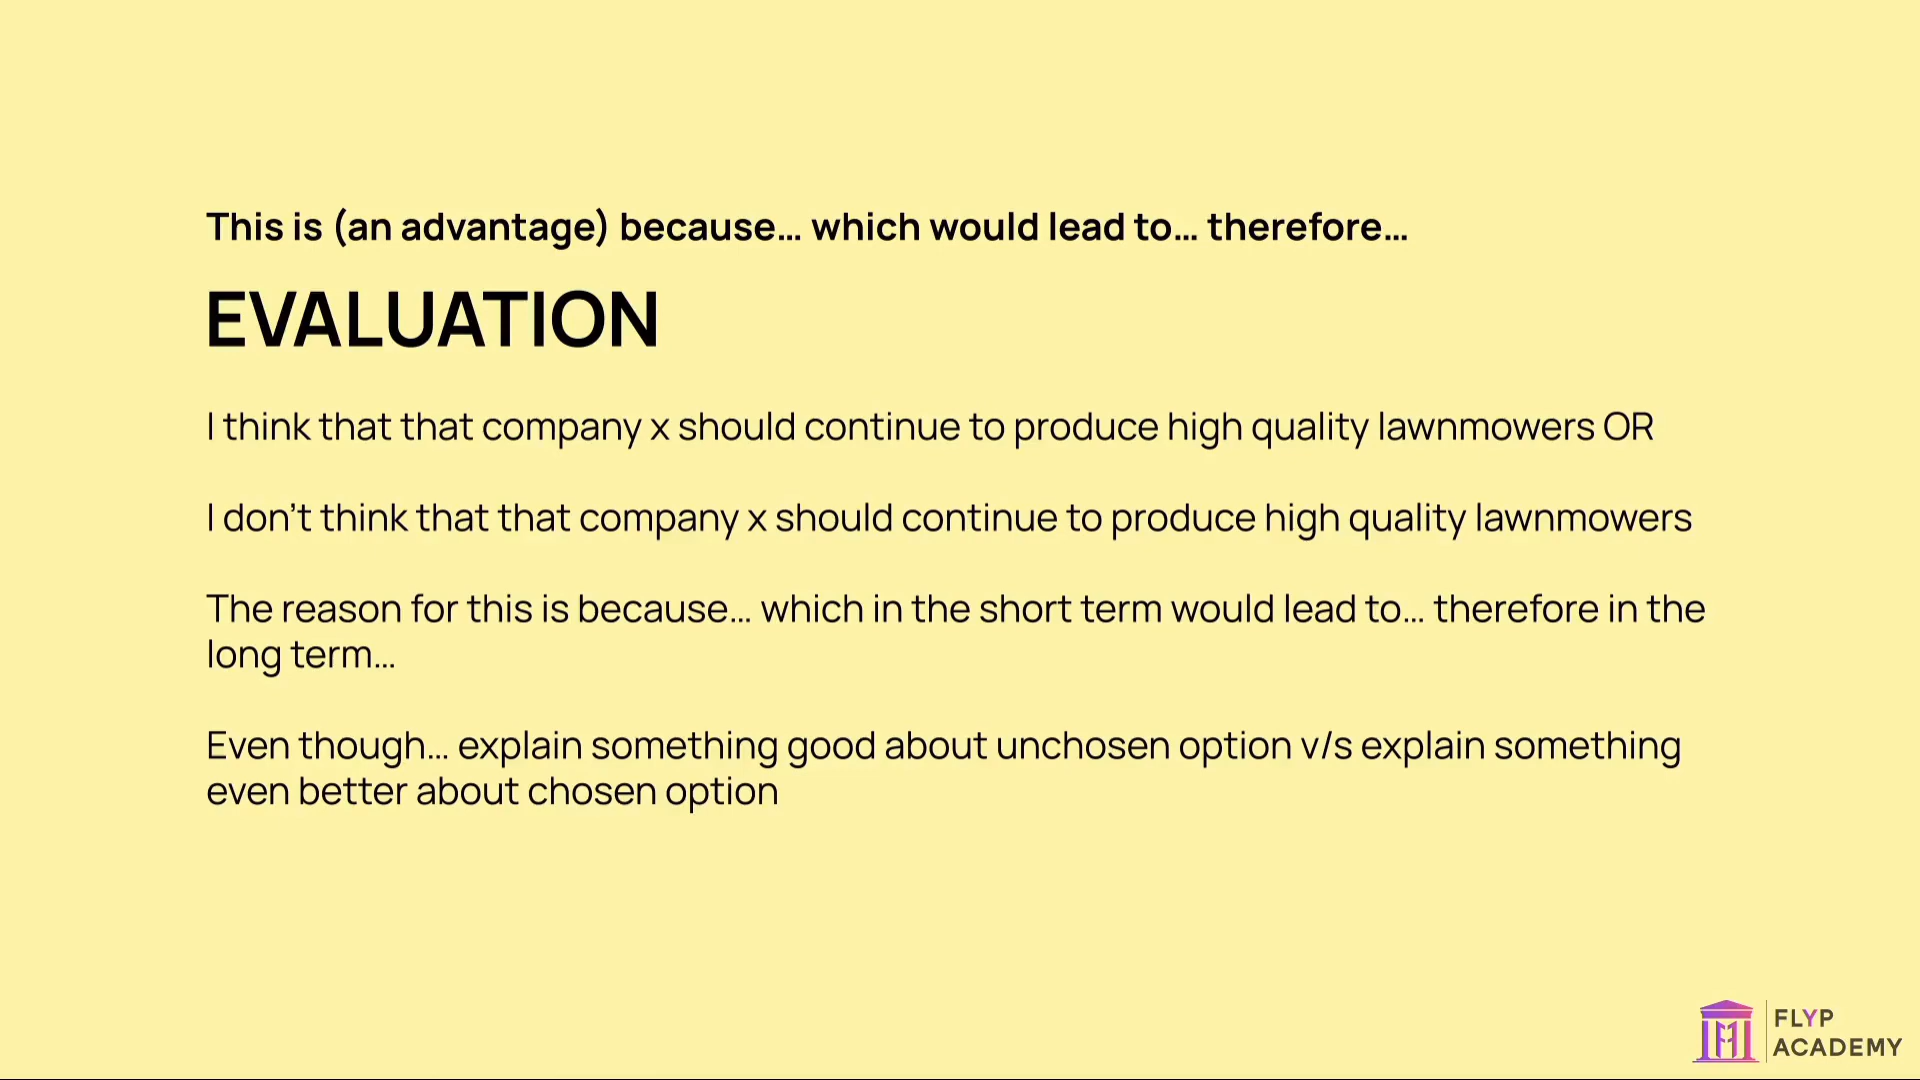 This is (an advantage) because... which would lead to... therefore...
EVALUATION
I think that that company x should continue to produce high quality lawnmowers OR
I don't think that that company x should continue to produce high quality lawnmowers
The reason for this is because... which in the short term would lead to... therefore in the
long term...
Even though... explain something good about unchosen option v/s explain something
even better about chosen option
FLYP
ACADEMY